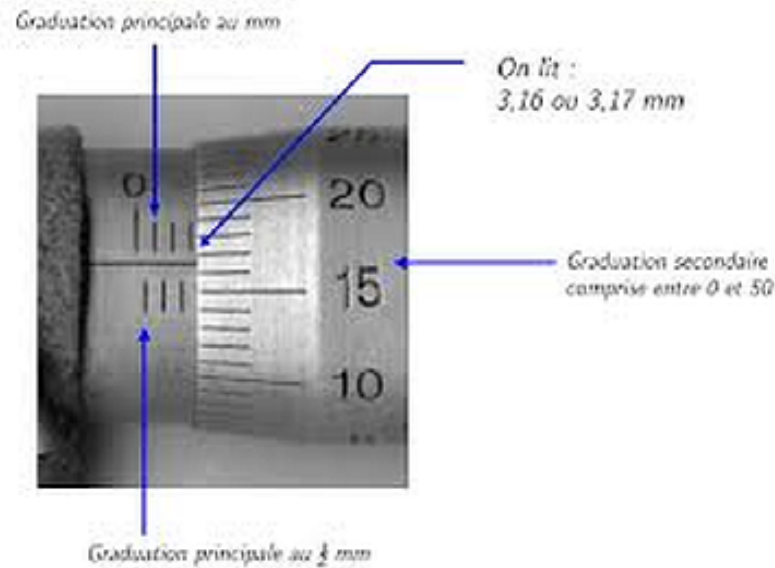 Graduation principale au mm
On lit :
3,16 ou 3,17 mm
0
20
15
10
Graduation secondaire
comprise entre 0 et 50
Graduation principale au ½ mm